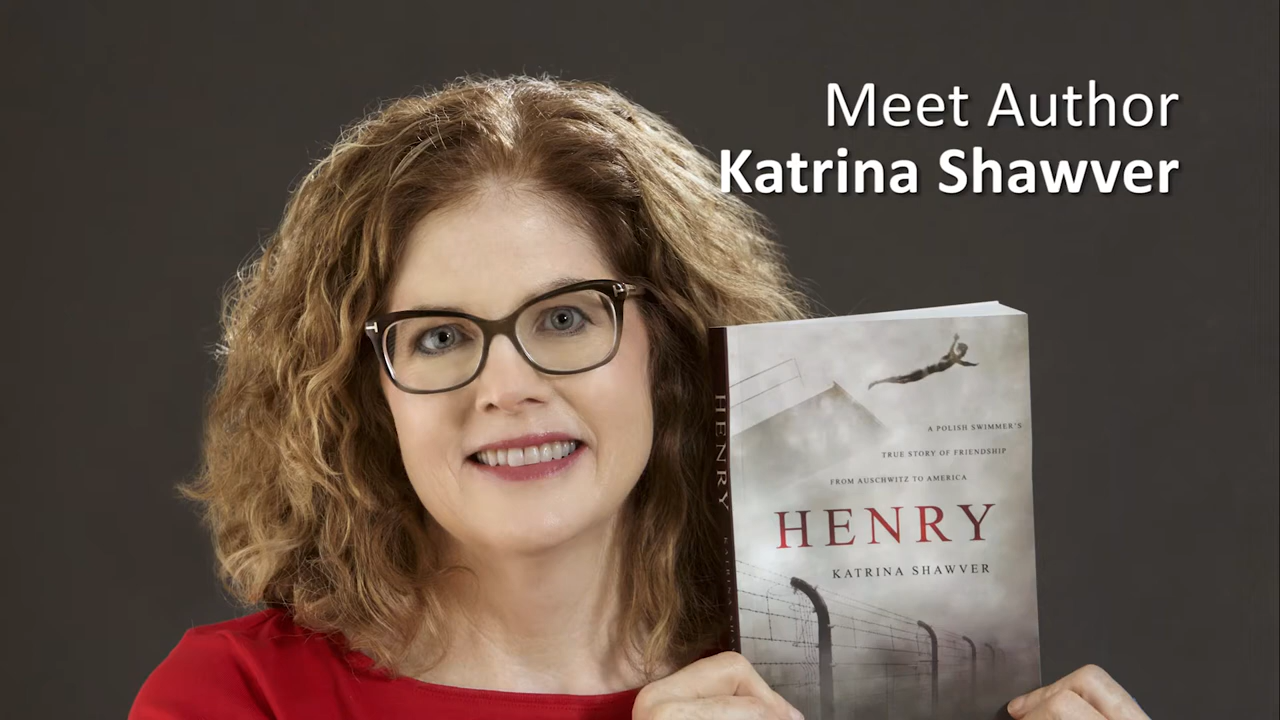 Meet Author
Katrina Shawver
A POLISH SWIMMER'S
TRUE STORY OF FRIENDSHIP
FROM AUSCHWITZ TO AMERICA
HENRY
KATRINA SHAWVER
HENRY